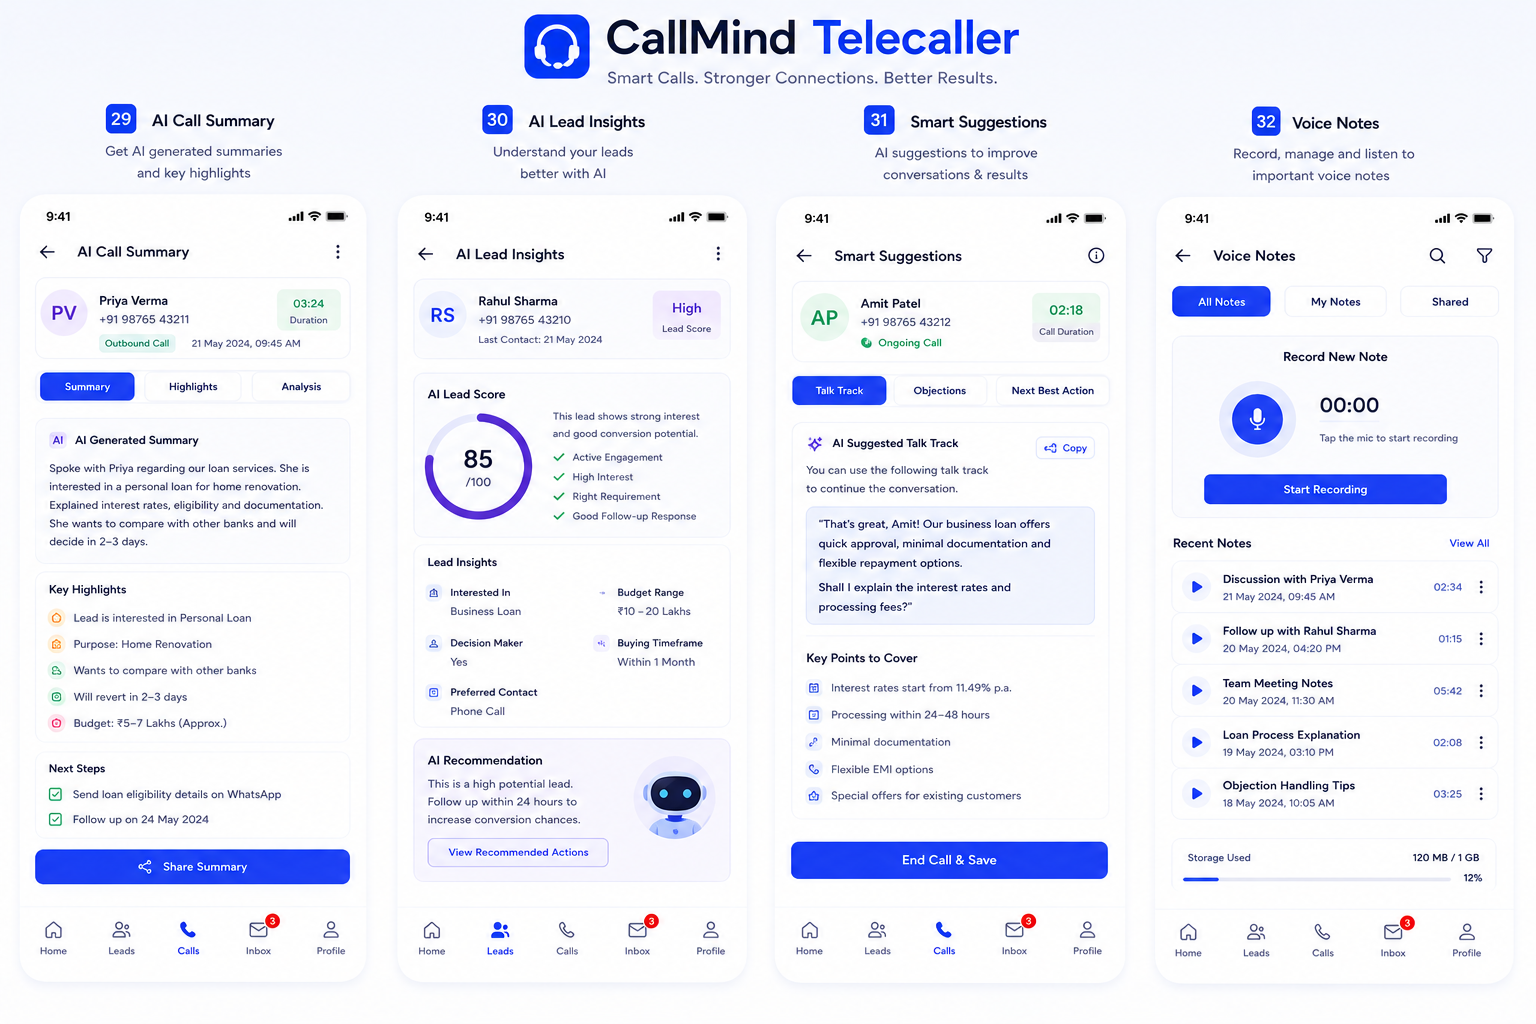 CallMind Telecaller
Smart Calls. Stronger Connections. Better Results.
29 AI Call Summary
Get AI generated summaries
and key highlights
9:41
AI Call Summary
PV
Priya Verma
+91 98765 43211
Outbound Call
21 May 2024, 09:45 AM
03:24
Duration
Summary
Highlights
Analysis
AI AI Generated Summary
Spoke with Priya regarding our loan services. She is
interested in a personal loan for home renovation.
Explained interest rates, eligibility and documentation.
She wants to compare with other banks and will
decide in 2–3 days.
Key Highlights
Lead is interested in Personal Loan
Purpose: Home Renovation
Wants to compare with other banks
Will revert in 2–3 days
Budget: ₹5–7 Lakhs (Approx.)
Next Steps
Send loan eligibility details on WhatsApp
Follow up on 24 May 2024
Share Summary
Home
Leads
Calls
3
Inbox
Profile
30 AI Lead Insights
Understand your leads
better with AI
9:41
AI Lead Insights
RS
Rahul Sharma
+91 98765 43210
Last Contact: 21 May 2024
High
Lead Score
AI Lead Score
85
/100
This lead shows strong interest
and good conversion potential.
Active Engagement
High Interest
Right Requirement
Good Follow-up Response
Lead Insights
Interested In
Business Loan
Budget Range
₹10 – 20 Lakhs
Decision Maker
Yes
Buying Timeframe
Within 1 Month
Preferred Contact
Phone Call
AI Recommendation
This is a high potential lead.
Follow up within 24 hours to
increase conversion chances.
View Recommended Actions
Home
Leads
Calls
3
Inbox
Profile
31 Smart Suggestions
AI suggestions to improve
conversations & results
9:41
Smart Suggestions
AP
Amit Patel
+91 98765 43212
Ongoing Call
02:18
Call Duration
Talk Track
Objections
Next Best Action
AI Suggested Talk Track
Copy
You can use the following talk track
to continue the conversation.
"That's great, Amit! Our business loan offers
quick approval, minimal documentation and
flexible repayment options.
Shall I explain the interest rates and
processing fees?"
Key Points to Cover
Interest rates start from 11.49% p.a.
Processing within 24–48 hours
Minimal documentation
Flexible EMI options
Special offers for existing customers
End Call & Save
Home
Leads
Calls
3
Inbox
Profile
32 Voice Notes
Record, manage and listen to
important voice notes
9:41
Voice Notes
All Notes
My Notes
Shared
Record New Note
00:00
Tap the mic to start recording
Start Recording
Recent Notes
View All
Discussion with Priya Verma
21 May 2024, 09:45 AM
02:34
Follow up with Rahul Sharma
20 May 2024, 04:20 PM
01:15
Team Meeting Notes
20 May 2024, 11:30 AM
05:42
Loan Process Explanation
19 May 2024, 03:10 PM
02:08
Objection Handling Tips
18 May 2024, 10:05 AM
03:25
Storage Used
120 MB / 1 GB
12%
Home
Leads
Calls
3
Inbox
Profile